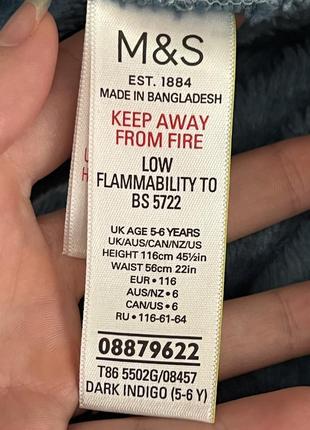 M&S
EST. 1884
MADE IN BANGLADESH
KEEP AWAY
FROM FIRE
LOW
FLAMMABILITY TO
BS 5722
UK AGE 5-6 YEARS
UK/AUS/CAN/NZ/US
HEIGHT 116cm 45½in
WAIST 56cm 22in
EUR • 116
AUS/NZ • 6
CAN/US • 6
RU • 116-61-64
08879622
T86 5502G/08457
DARK INDIGO (5-6 Y)